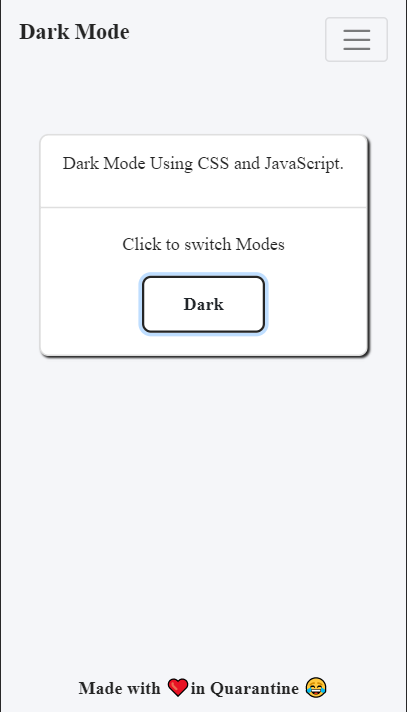 Dark Mode
Dark Mode Using CSS and JavaScript.
Click to switch Modes
Dark
Made with ❤️in Quarantine 😂